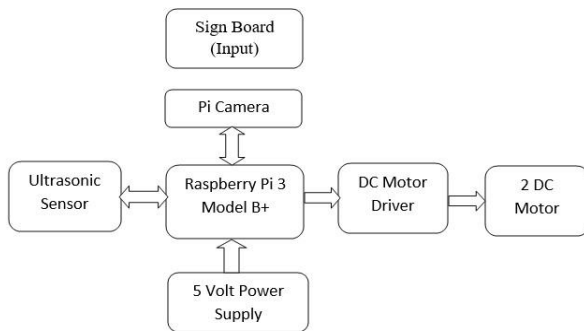 Sign Board
(Input)
Pi Camera
Ultrasonic
Sensor
Raspberry Pi 3
Model B+
DC Motor
Driver
2 DC
Motor
5 Volt Power
Supply